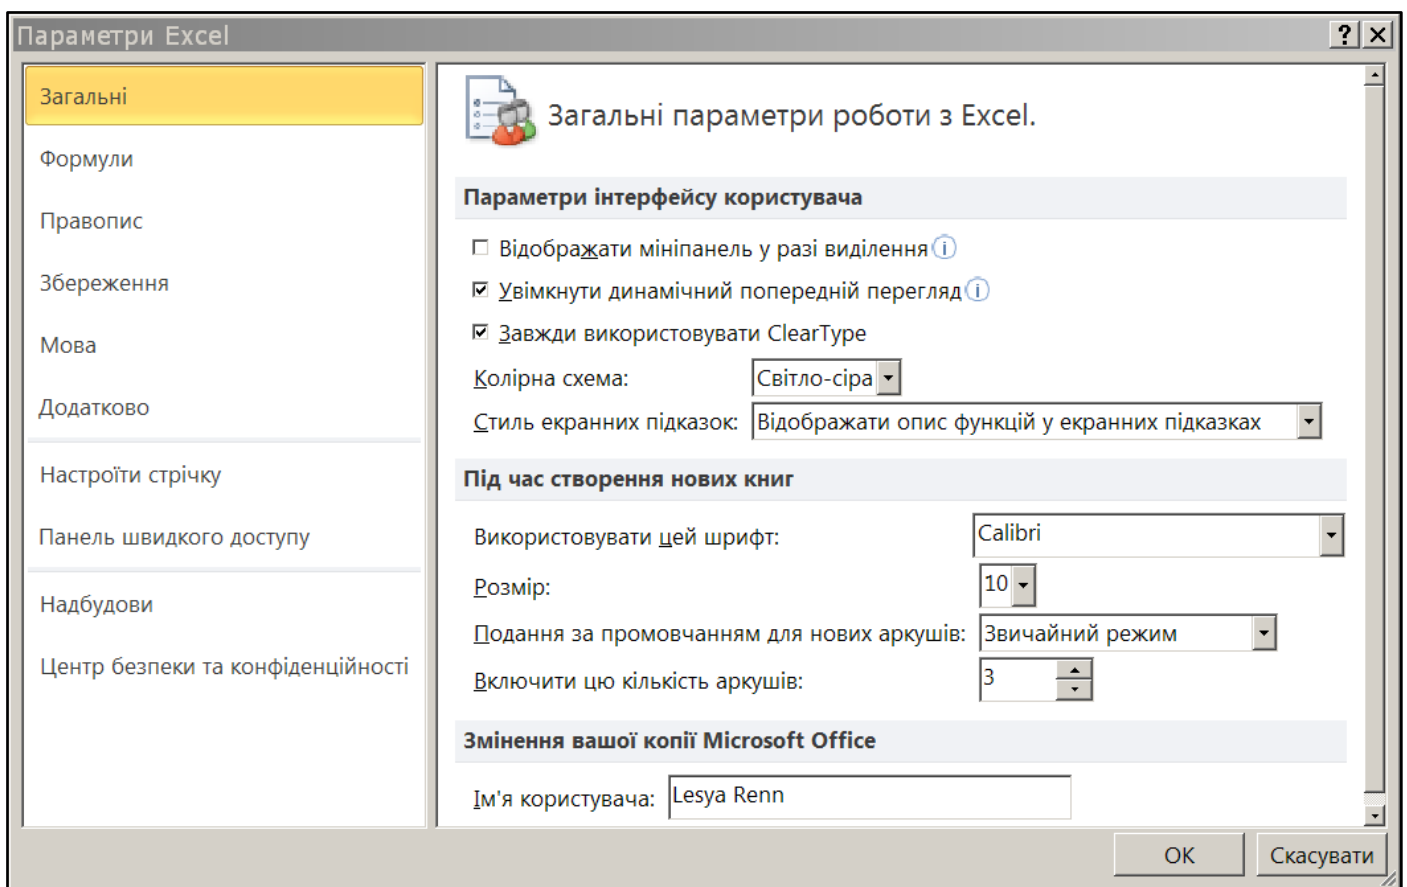 Параметри Excel
Загальні
Формули
Правопис
Збереження
Мова
Додатково
Настроїти стрічку
Панель швидкого доступу
Надбудови
Центр безпеки та конфіденційності
Загальні параметри роботи з Excel.
Параметри інтерфейсу користувача
Відображати мініпанель у разі виділення
Увімкнути динамічний попередній перегляд
Завжди використовувати ClearType
Колірна схема: Світло-сіра
Стиль екранних підказок: Відображати опис функцій у екранних підказках
Під час створення нових книг
Використовувати цей шрифт: Calibri
Розмір: 10
Подання за промовчанням для нових аркушів: Звичайний режим
Включити цю кількість аркушів: 3
Змінення вашої копії Microsoft Office
Ім'я користувача: Lesya Renn
ОК Скасувати